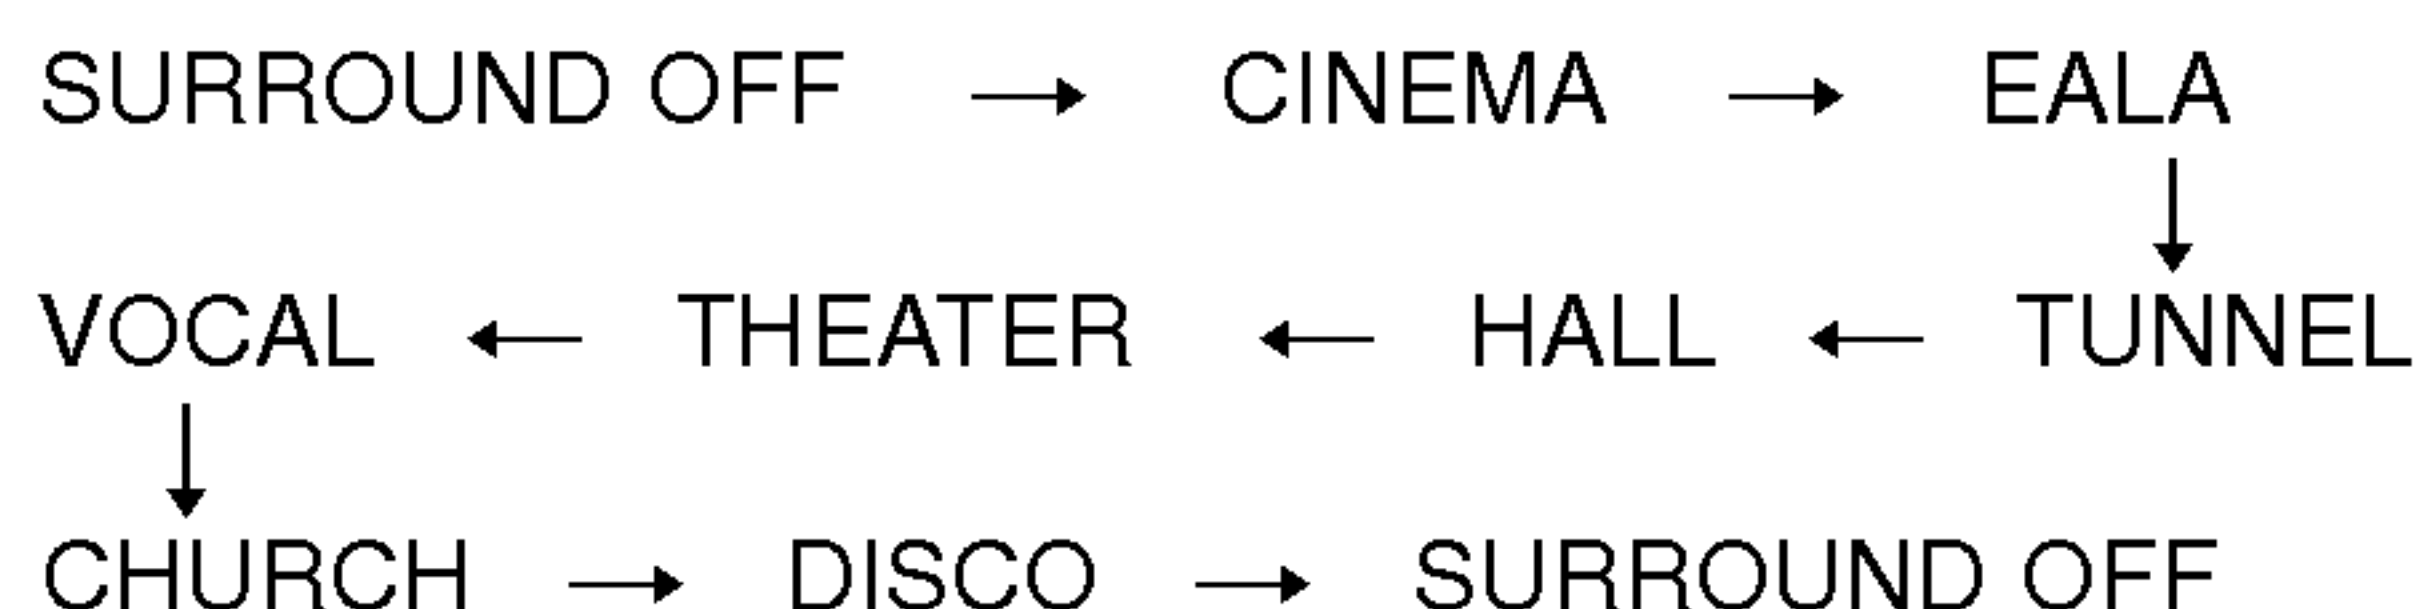 SURROUND OFF → CINEMA → EALA
↓
VOCAL ← THEATER ← HALL ← TUNNEL
↓
CHURCH → DISCO → SURROUND OFF